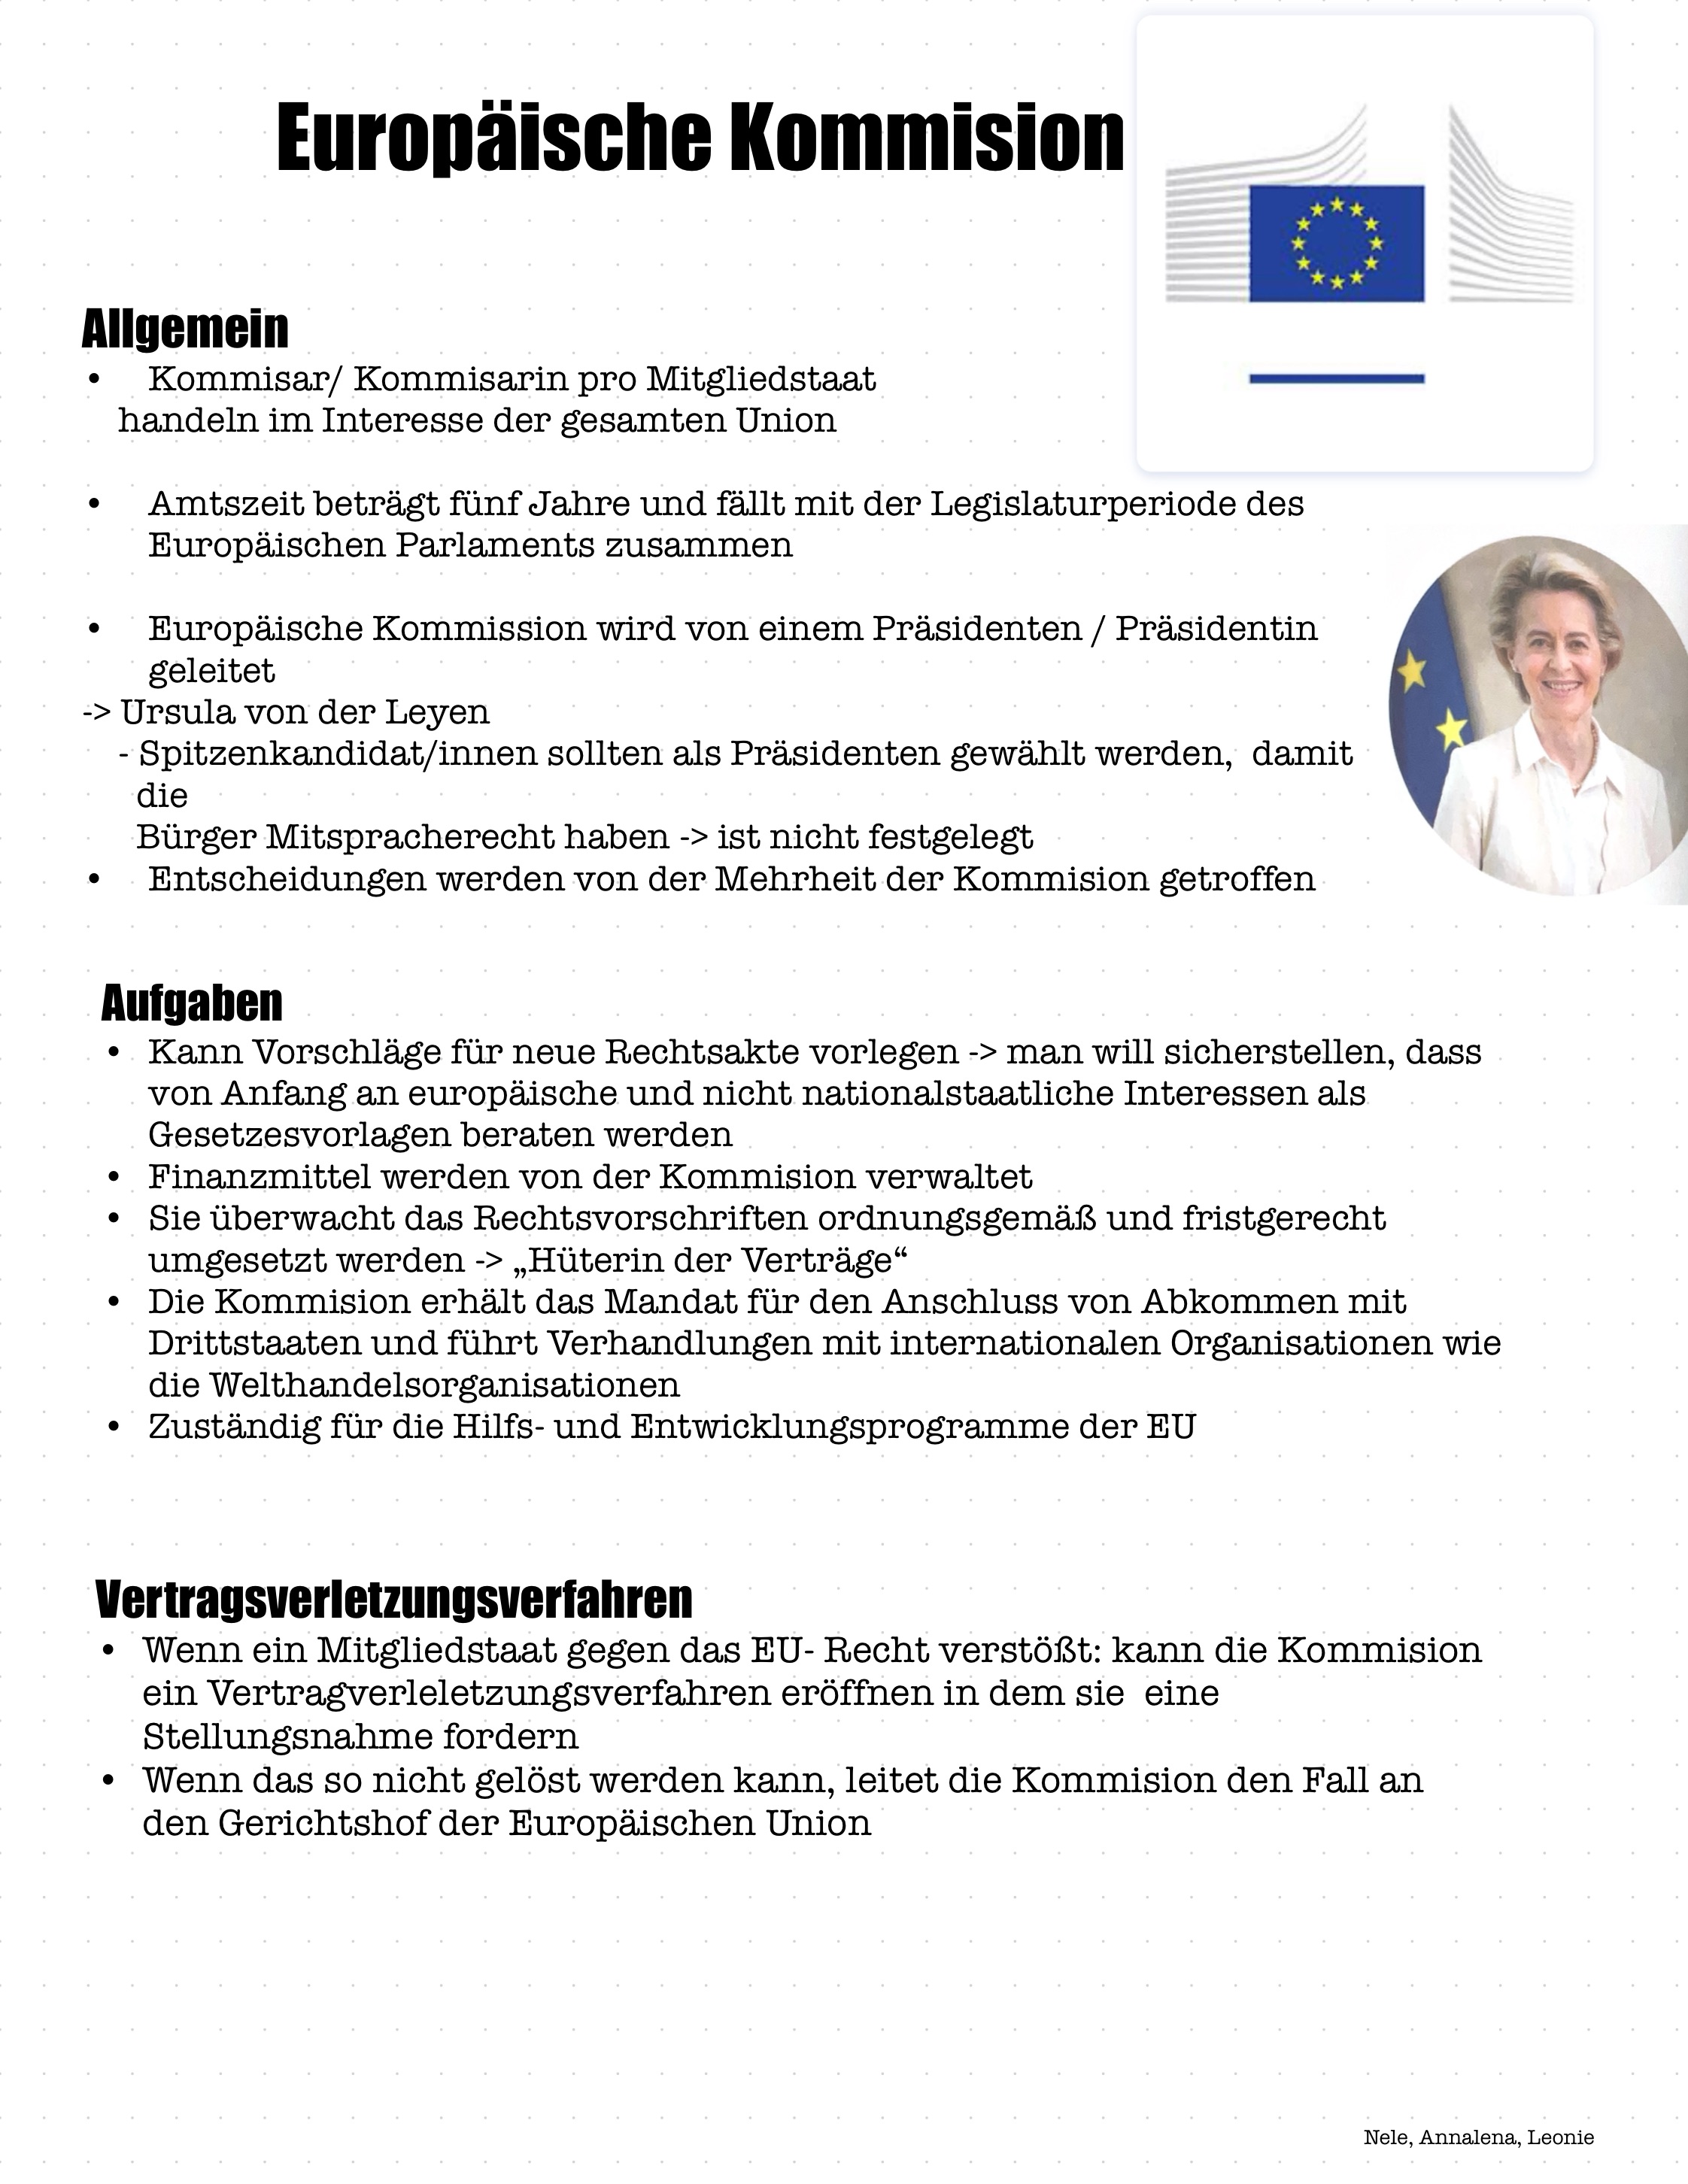 Europäische Kommision
Allgemein
• Kommisar/ Kommisarin pro Mitgliedstaat
handeln im Interesse der gesamten Union
• Amtszeit beträgt fünf Jahre und fällt mit der Legislaturperiode des
Europäischen Parlaments zusammen
• Europäische Kommission wird von einem Präsidenten / Präsidentin
geleitet
-> Ursula von der Leyen
- Spitzenkandidat/innen sollten als Präsidenten gewählt werden,  damit
die
Bürger Mitspracherecht haben -> ist nicht festgelegt
• Entscheidungen werden von der Mehrheit der Kommision getroffen
Aufgaben
• Kann Vorschläge für neue Rechtsakte vorlegen -> man will sicherstellen, dass
von Anfang an europäische und nicht nationalstaatliche Interessen als
Gesetzesvorlagen beraten werden
• Finanzmittel werden von der Kommision verwaltet
• Sie überwacht das Rechtsvorschriften ordnungsgemäß und fristgerecht
umgesetzt werden -> „Hüterin der Verträge“
• Die Kommision erhält das Mandat für den Anschluss von Abkommen mit
Drittstaaten und führt Verhandlungen mit internationalen Organisationen wie
die Welthandelsorganisationen
• Zuständig für die Hilfs- und Entwicklungsprogramme der EU
Vertragsverletzungsverfahren
• Wenn ein Mitgliedstaat gegen das EU- Recht verstößt: kann die Kommision
ein Vertragverleletzungsverfahren eröffnen in dem sie  eine
Stellungsnahme fordern
• Wenn das so nicht gelöst werden kann, leitet die Kommision den Fall an
den Gerichtshof der Europäischen Union
Nele, Annalena, Leonie